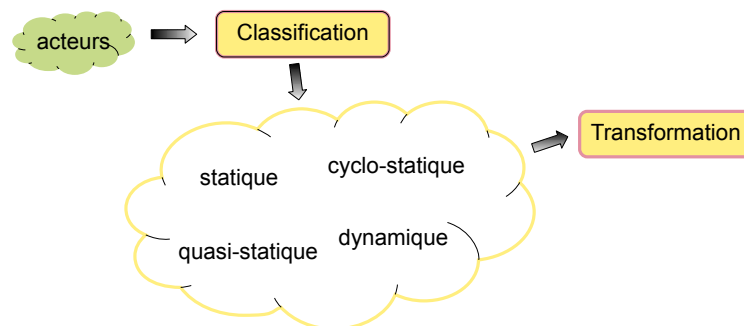 acteurs
Classification
Transformation
statique
cyclo-statique
quasi-statique
dynamique